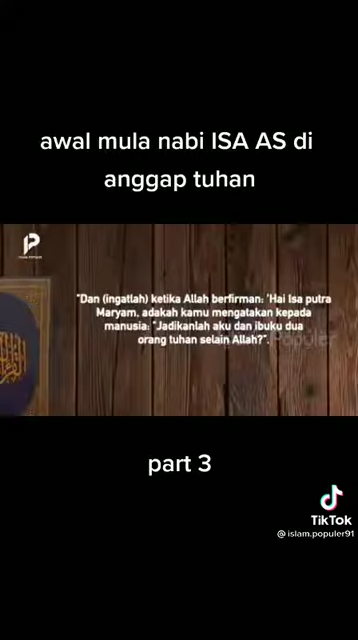 awal mula nabi ISA AS di
anggap tuhan
"Dan (ingatlah) ketika Allah berfirman: 'Hai Isa putra
Maryam, adakah kamu mengatakan kepada
manusia: "Jadikanlah aku dan ibuku dua
orang tuhan selain Allah?".
Populer
part 3
TikTok
@islam.populer91